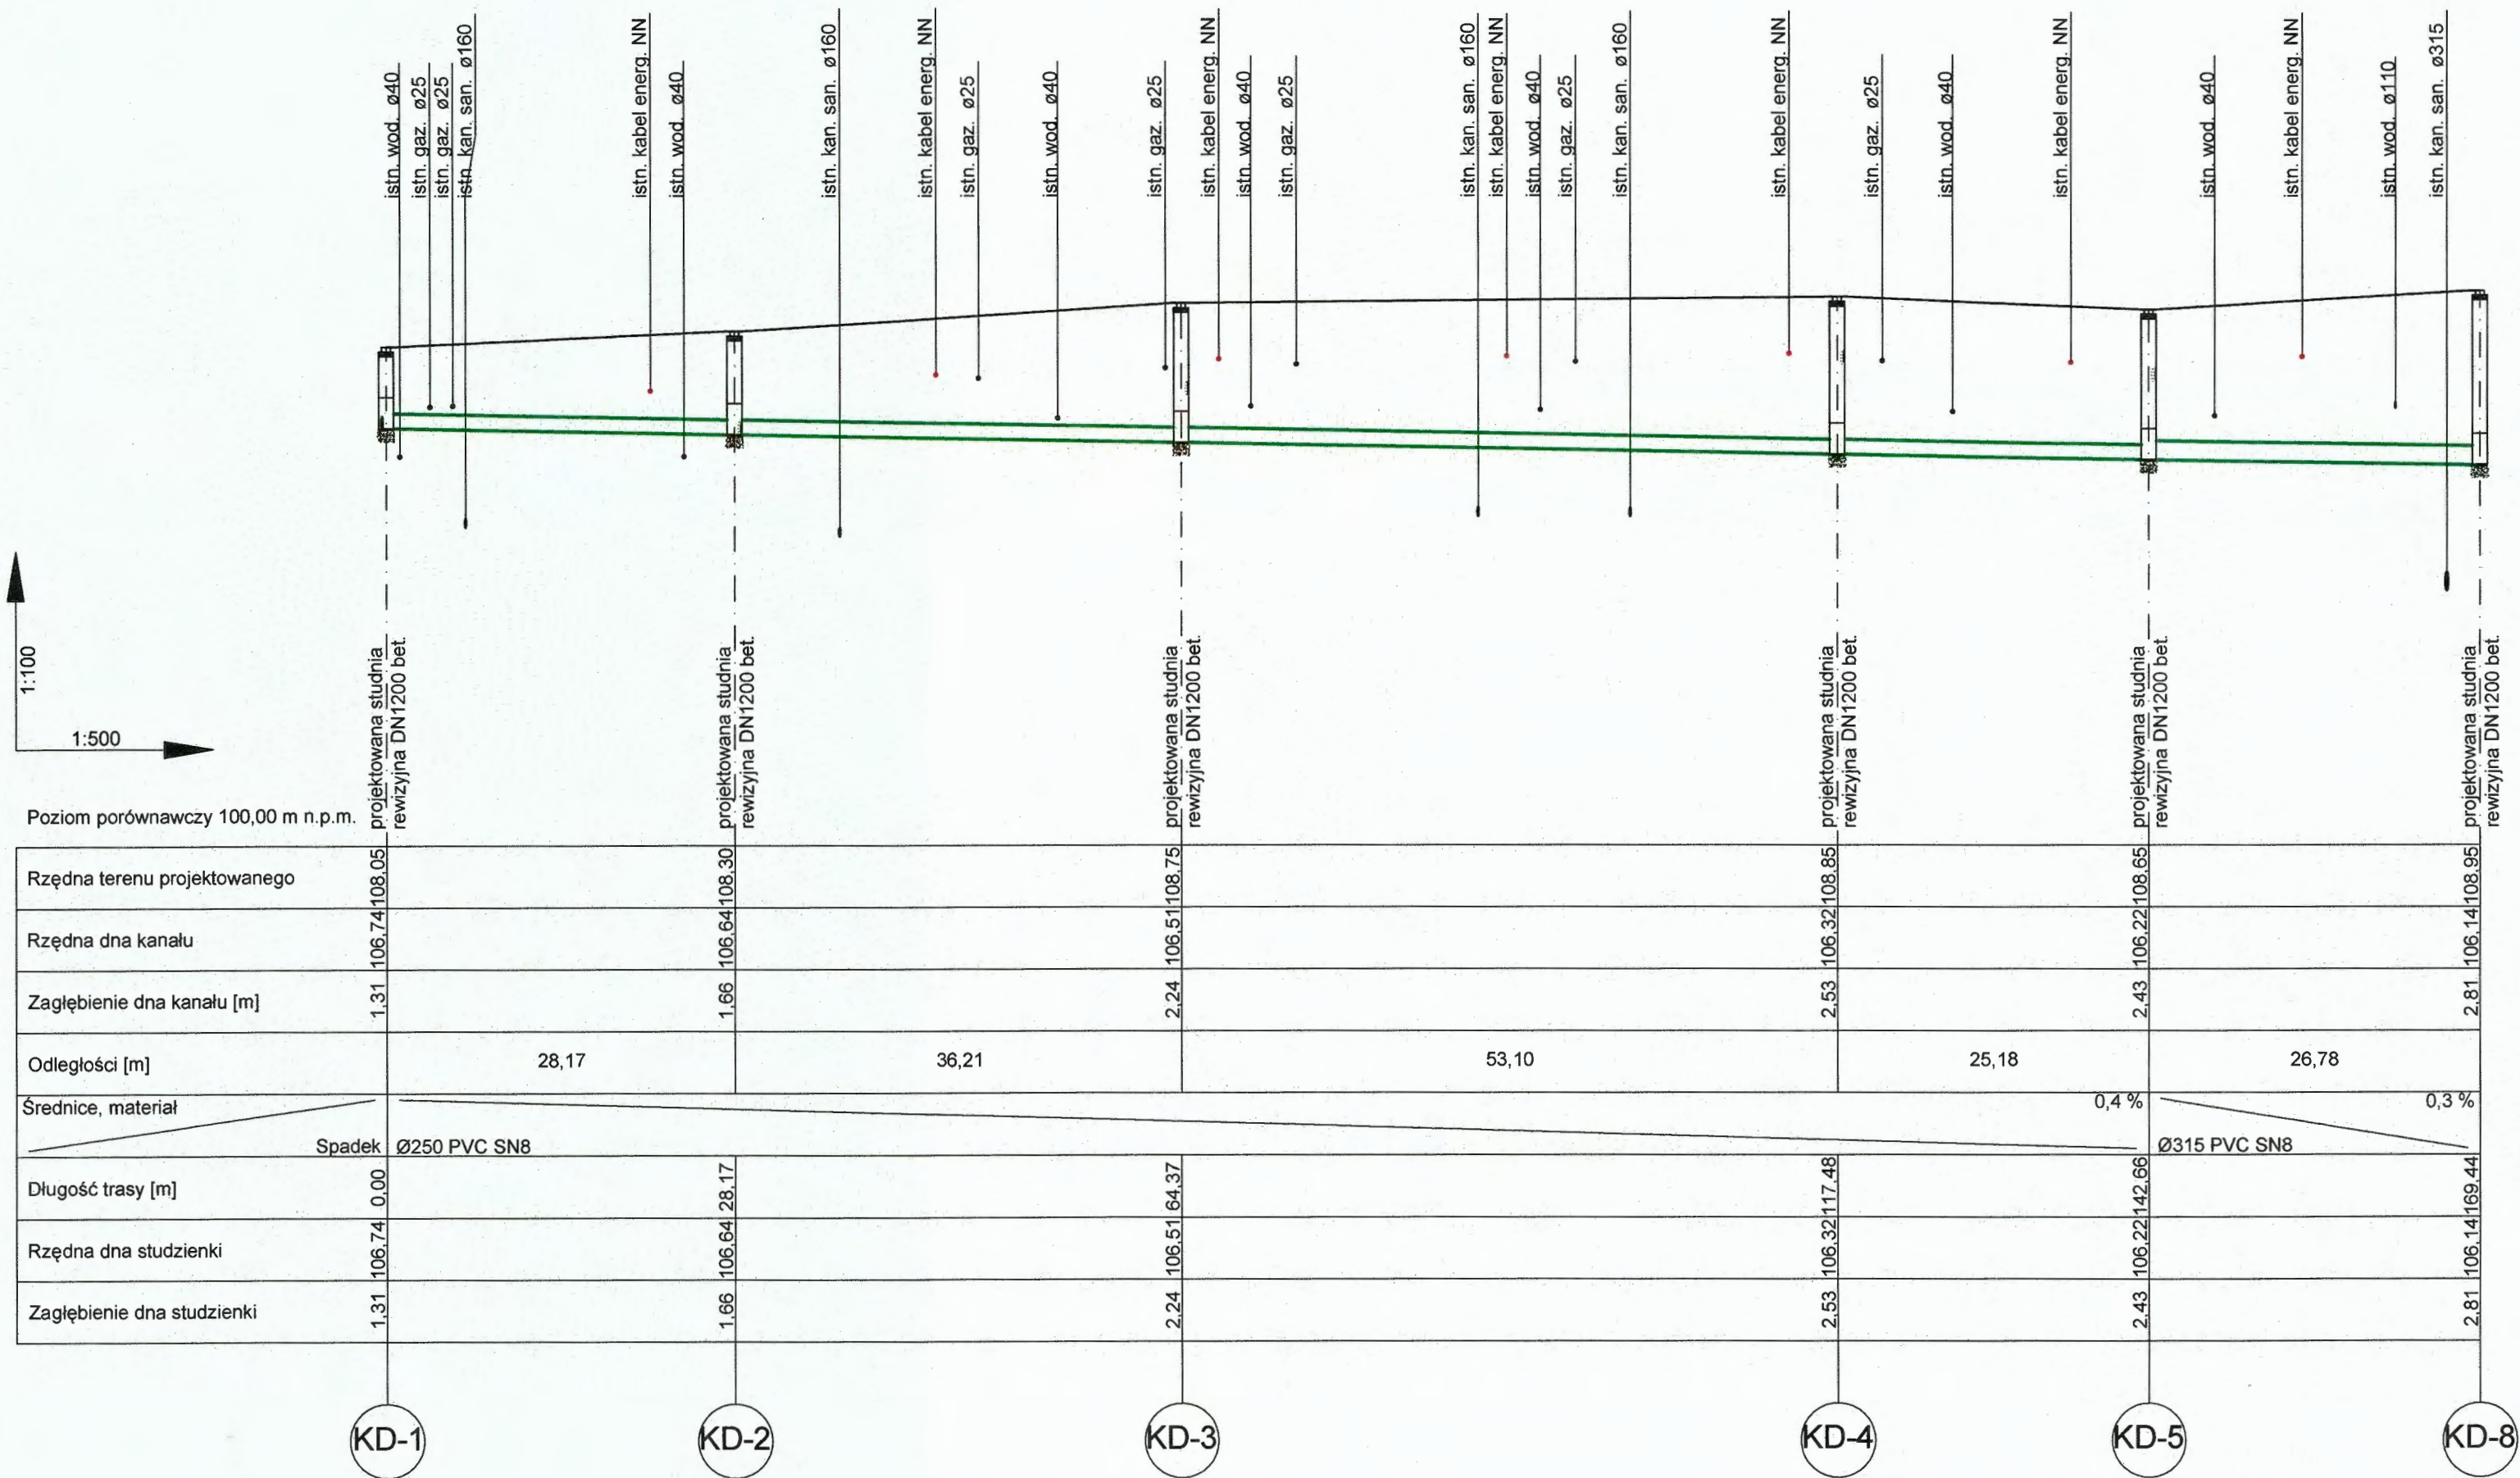 istn. wod. ø40
istn. gaz. ø25
istn. gaz. ø25
istn. kan. san. ø160
istn. kabel energ. NN
istn. wod. ø40
istn. kan. san. ø160
istn. kabel energ. NN
istn. gaz. ø25
istn. wod. ø40
istn. gaz. ø25
istn. kabel energ. NN
istn. wod. ø40
istn. gaz. ø25
istn. kan. san. ø160
istn. kabel energ. NN
istn. wod. ø40
istn. gaz. ø25
istn. kan. san. ø160
istn. kabel energ. NN
istn. gaz. ø25
istn. wod. ø40
istn. kabel energ. NN
istn. wod. ø40
istn. kabel energ. NN
istn. wod. ø110
istn. kan. san. ø315
1:100
1:500
projektowana studnia
rewizyjna DN1200 bet.
projektowana studnia
rewizyjna DN1200 bet.
projektowana studnia
rewizyjna DN1200 bet.
projektowana studnia
rewizyjna DN1200 bet.
projektowana studnia
rewizyjna DN1200 bet.
projektowana studnia
rewizyjna DN1200 bet.
Poziom porównawczy 100,00 m n.p.m.
Rzędna terenu projektowanego 108,05 108,30 108,75 108,85 108,65 108,95
Rzędna dna kanału 106,74 106,64 106,51 106,32 106,22 106,14
Zagłębienie dna kanału [m] 1,31 1,66 2,24 2,53 2,43 2,81
Odległości [m] 28,17 36,21 53,10 25,18 26,78
Średnice, materiał 0,4 % 0,3 %
Spadek Ø250 PVC SN8 Ø315 PVC SN8
Długość trasy [m] 0,00 28,17 64,37 117,48 142,66 169,44
Rzędna dna studzienki 106,74 106,64 106,51 106,32 106,22 106,14
Zagłębienie dna studzienki 1,31 1,66 2,24 2,53 2,43 2,81
KD-1 KD-2 KD-3 KD-4 KD-5 KD-8